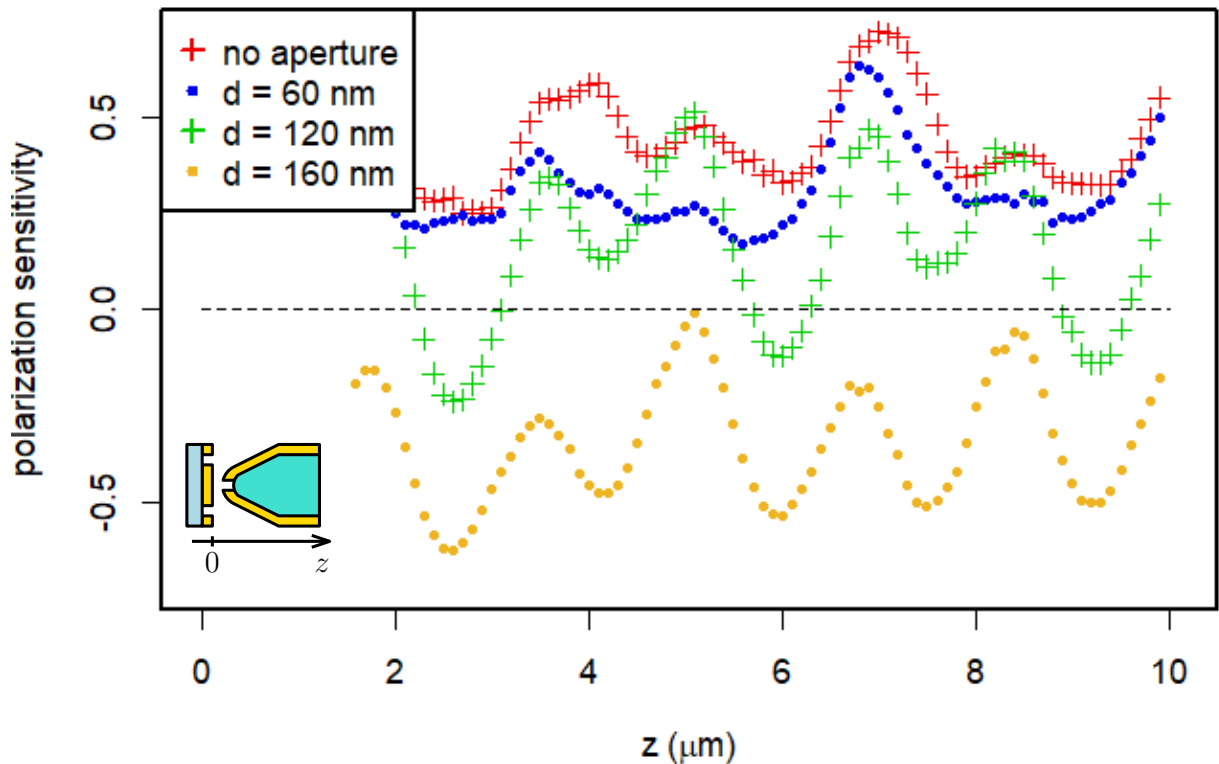 no aperture
d = 60 nm
d = 120 nm
d = 160 nm
polarization sensitivity
0.5
0.0
-0.5
0
z
0 2 4 6 8 10
z (μm)